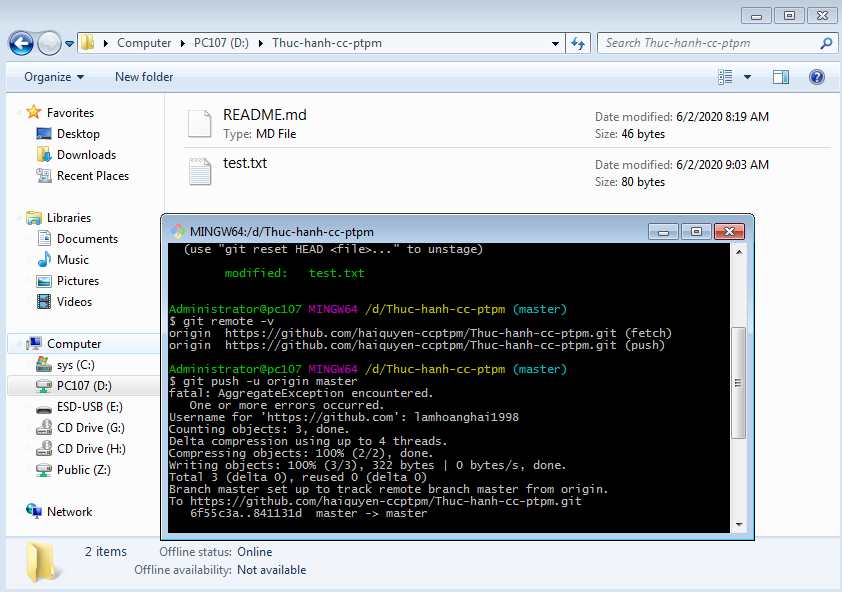 Computer
PC107 (D:)
Thuc-hanh-cc-ptpm
Search Thuc-hanh-cc-ptpm
Organize
New folder
Favorites
Desktop
Downloads
Recent Places
Libraries
Documents
Music
Pictures
Videos
Computer
sys (C:)
PC107 (D:)
ESD-USB (E:)
CD Drive (G:)
CD Drive (H:)
Public (Z:)
Network
README.md
Type: MD File
Date modified: 6/2/2020 8:19 AM
Size: 46 bytes
test.txt
Date modified: 6/2/2020 9:03 AM
Size: 80 bytes
MINGW64:/d/Thuc-hanh-cc-ptpm
(use "git reset HEAD <file>..." to unstage)
modified:   test.txt
Administrator@pc107 MINGW64 /d/Thuc-hanh-cc-ptpm (master)
$ git remote -v
origin  https://github.com/haiquyen-ccptpm/Thuc-hanh-cc-ptpm.git (fetch)
origin  https://github.com/haiquyen-ccptpm/Thuc-hanh-cc-ptpm.git (push)
Administrator@pc107 MINGW64 /d/Thuc-hanh-cc-ptpm (master)
$ git push -u origin master
fatal: AggregateException encountered.
One or more errors occurred.
Username for 'https://github.com': lamhoanghai1998
Counting objects: 3, done.
Delta compression using up to 4 threads.
Compressing objects: 100% (2/2), done.
Writing objects: 100% (3/3), 322 bytes | 0 bytes/s, done.
Total 3 (delta 0), reused 0 (delta 0)
Branch master set up to track remote branch master from origin.
To https://github.com/haiquyen-ccptpm/Thuc-hanh-cc-ptpm.git
6f55c3a..841131d  master -> master
2 items
Offline status: Online
Offline availability: Not available